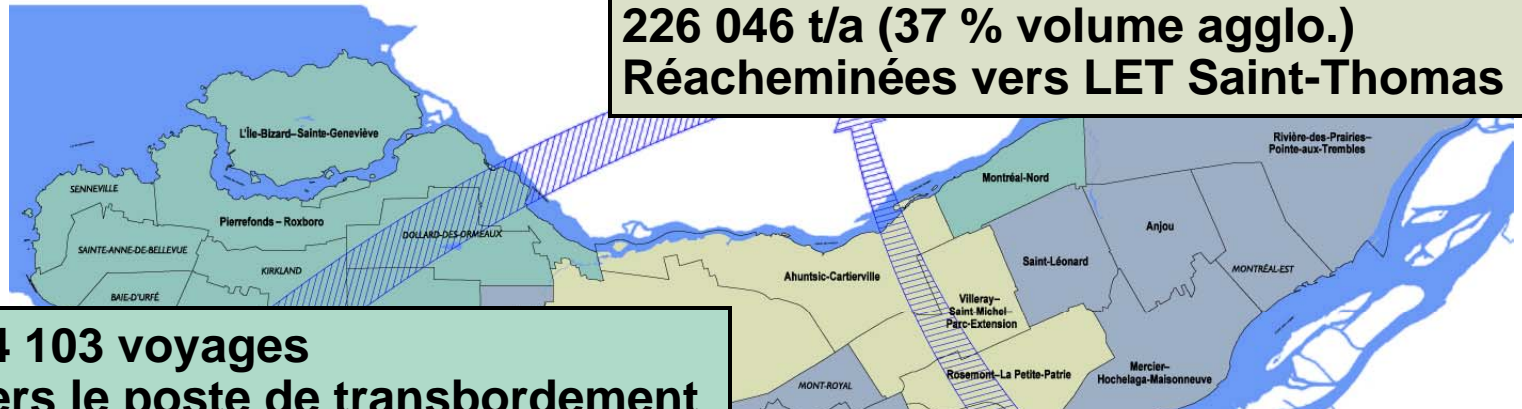 226 046 t/a (37 % volume agglo.)
Réacheminées vers LET Saint-Thomas
L'Île-Bizard–Sainte-Geneviève
Rivière-des-Prairies–
Pointe-aux-Trembles
Montréal-Nord
SENNEVILLE
Pierrefonds – Roxboro
DOLLARD-DES-ORMEAUX
Anjou
SAINTE-ANNE-DE-BELLEVUE
KIRKLAND
Saint-Léonard
MONTRÉAL-EST
Ahuntsic-Cartierville
BAIE-D'URFÉ
Villeray–
Saint-Michel
Parc-Extension
4 103 voyages
ers le poste de transbordement
MONT-ROYAL
Rosemont–La Petite-Patrie
Mercier–
Hochelaga-Maisonneuve